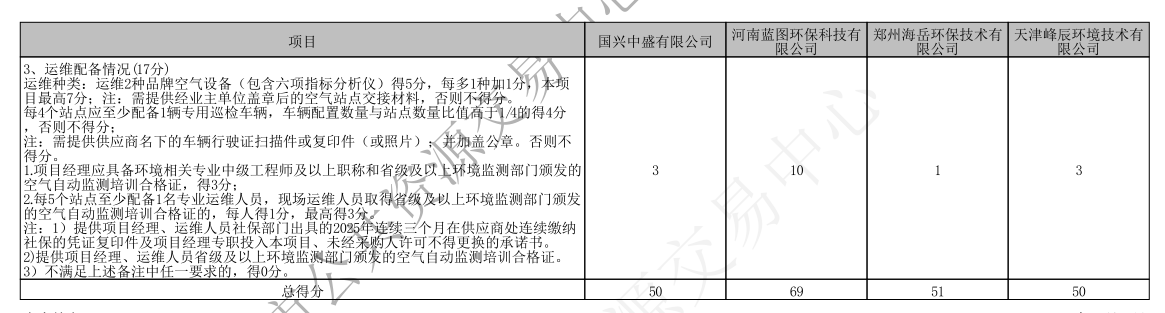 项目
国兴中盛有限公司
河南蓝图环保科技有
限公司
郑州海岳环保技术有
限公司
天津峰辰环境技术有
限公司
3、运维配备情况(17分)
运维种类：运维2种品牌空气设备（包含六项指标分析仪）得5分，每多1种加1分，本项
目最高7分；注：需提供经业主单位盖章后的空气站点交接材料，否则不得分。
每4个站点应至少配备1辆专用巡检车辆，车辆配置数量与站点数量比值高于1/4的得4分
，否则不得分；
注：需提供供应商名下的车辆行驶证扫描件或复印件（或照片）；并加盖公章。否则不
得分。
1.项目经理应具备环境相关专业中级工程师及以上职称和省级及以上环境监测部门颁发的
空气自动监测培训合格证，得3分；
2.每5个站点至少配备1名专业运维人员，现场运维人员取得省级及以上环境监测部门颁发
的空气自动监测培训合格证的，每人得1分，最高得3分。
注：1）提供项目经理、运维人员社保部门出具的2025年连续三个月在供应商处连续缴纳
社保的凭证复印件及项目经理专职投入本项目、未经采购人许可不得更换的承诺书。
2)提供项目经理、运维人员省级及以上环境监测部门颁发的空气自动监测培训合格证。
3）不满足上述备注中任一要求的，得0分。
3
10
1
3
总得分
50
69
51
50
市公共资源交易中心
源交易中心